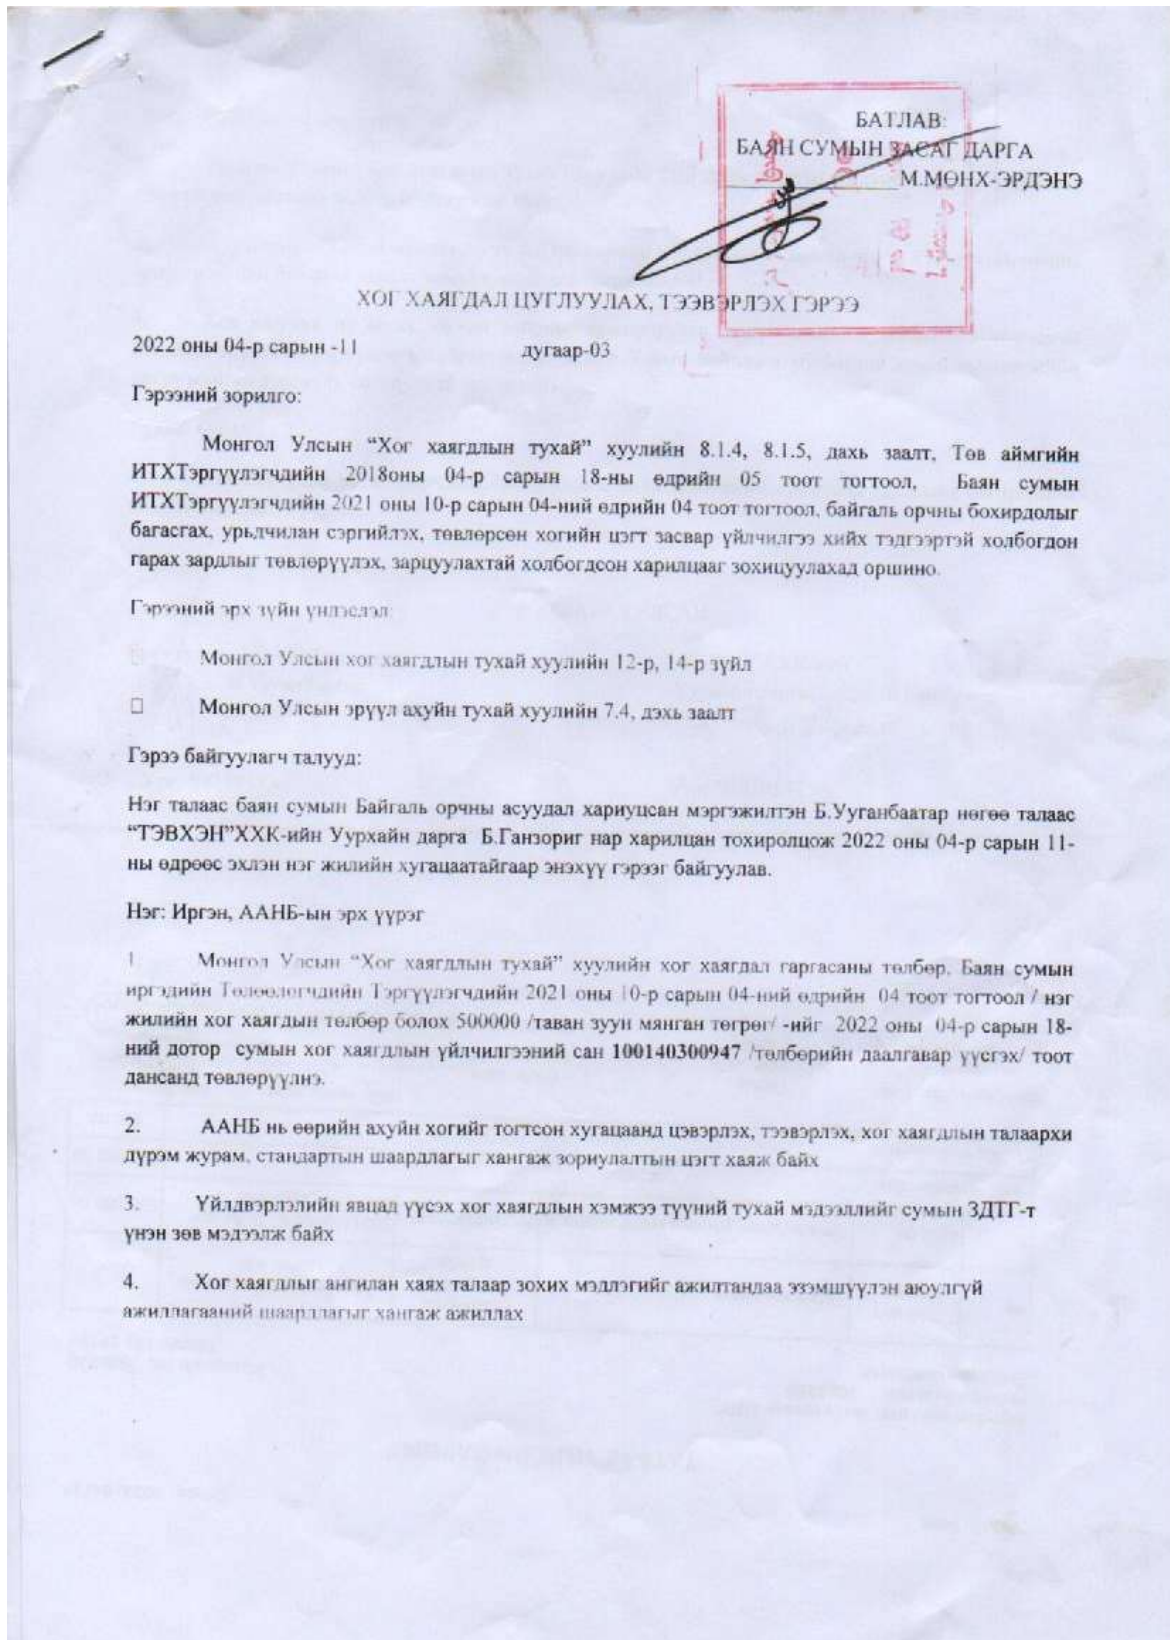 БАТЛАВ:
БАЯН СУМЫН ЗАСАГ ДАРГА
М.МӨНХ-ЭРДЭНЭ
ХОГ ХАЯГДАЛ ЦУГЛУУЛАХ, ТЭЭВЭРЛЭХ ГЭРЭЭ
2022 оны 04-р сарын -11 дугаар-03
Гэрээний зорилго:
Монгол Улсын “Хог хаягдлын тухай” хуулийн 8.1.4, 8.1.5, дахь заалт, Төв аймгийн
ИТХТэргүүлэгчдийн 2018оны 04-р сарын 18-ны өдрийн 05 тоот тогтоол, Баян сумын
ИТХТэргүүлэгчдийн 2021 оны 10-р сарын 04-ний өдрийн 04 тоот тогтоол, байгаль орчны бохирдолыг
багасгах, урьдчилан сэргийлэх, төвлөрсөн хогийн цэгт засвар үйлчилгээ хийх тэдгээртэй холбогдон
гарах зардлыг төвлөрүүлэх, зарцуулахтай холбогдсон харилцааг зохицуулахад оршино.
Гэрээний эрх зүйн үндэслэл:
Монгол Улсын хог хаягдлын тухай хуулийн 12-р, 14-р зүйл
Монгол Улсын эрүүл ахуйн тухай хуулийн 7.4, дэхь заалт
Гэрээ байгуулагч талууд:
Нэг талаас баян сумын Байгаль орчны асуудал хариуцсан мэргэжилтэн Б.Ууганбаатар нөгөө талаас
“ТЭВХЭН”ХХК-ийн Уурхайн дарга Б.Ганзориг нар харилцан тохиролцож 2022 оны 04-р сарын 11-
ны өдрөөс эхлэн нэг жилийн хугацаатайгаар энэхүү гэрээг байгуулав.
Нэг: Иргэн, ААНБ-ын эрх үүрэг
1 Монгол Улсын “Хог хаягдлын тухай” хуулийн хог хаягдал гаргасаны төлбөр, Баян сумын
иргэдийн Төлөөлөгчдийн Тэргүүлэгчдийн 2021 оны 10-р сарын 04-ний өдрийн 04 тоот тогтоол / нэг
жилийн хог хаягдын төлбөр болох 500000 /таван зуун мянган төгрөг/ -ийг 2022 оны 04-р сарын 18-
ний дотор сумын хог хаягдлын үйлчилгээний сан 100140300947 /төлбөрийн даалгавар үүсгэх/ тоот
дансанд төвлөрүүлнэ.
2. ААНБ нь өөрийн ахуйн хогийг тогтсон хугацаанд цэвэрлэх, тээвэрлэх, хог хаягдлын талаархи
дүрэм журам, стандартын шаардлагыг хангаж зориулалтын цэгт хаяж байх
3. Үйлдвэрлэлийн явцад үүсэх хог хаягдлын хэмжээ түүний тухай мэдээллийг сумын ЗДТГ-т
үнэн зөв мэдээлж байх
4. Хог хаягдлыг ангилан хаях талаар зохих мэдлэгийг ажилтандаа эзэмшүүлэн аюулгүй
ажиллагааний шаардлагыг хангаж ажиллах